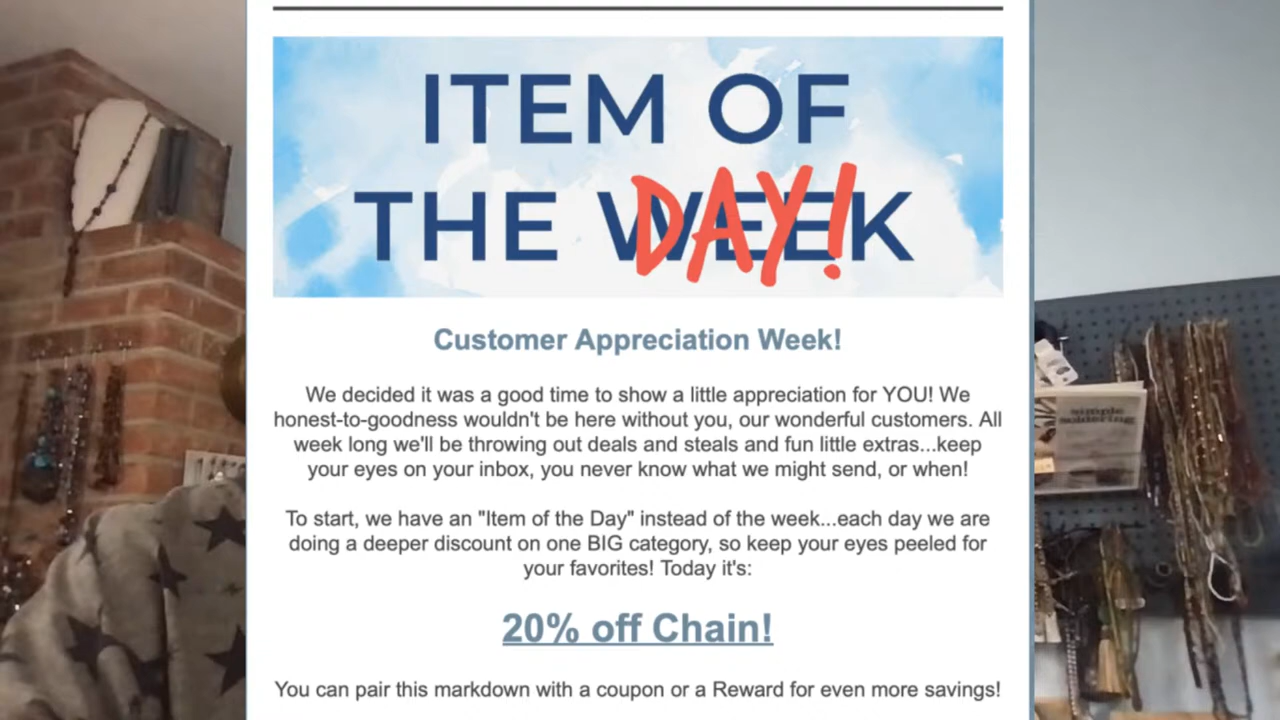 ITEM OF
THE WEEK
DAY!
Customer Appreciation Week!
We decided it was a good time to show a little appreciation for YOU! We
honest-to-goodness wouldn't be here without you, our wonderful customers. All
week long we'll be throwing out deals and steals and fun little extras...keep
your eyes on your inbox, you never know what we might send, or when!
To start, we have an "Item of the Day" instead of the week...each day we are
doing a deeper discount on one BIG category, so keep your eyes peeled for
your favorites! Today it's:
20% off Chain!
You can pair this markdown with a coupon or a Reward for even more savings!